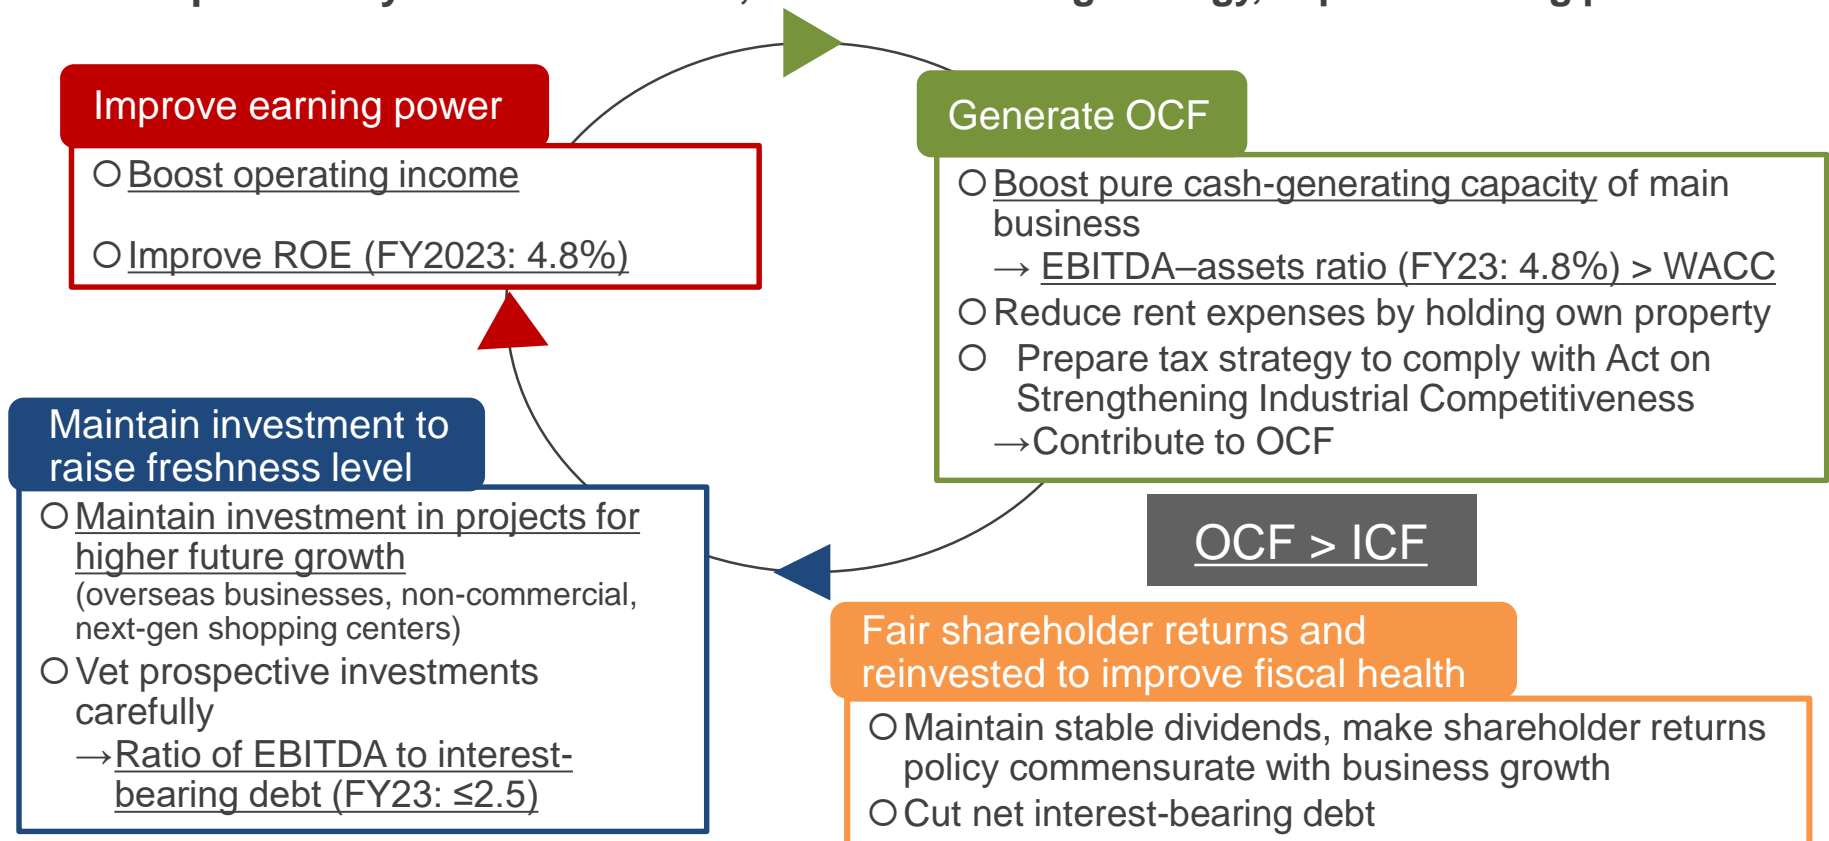 Improve earning power
○ Boost operating income
○ Improve ROE (FY2023: 4.8%)
Generate OCF
○ Boost pure cash-generating capacity of main
business
→ EBITDA–assets ratio (FY23: 4.8%) > WACC
○ Reduce rent expenses by holding own property
○ Prepare tax strategy to comply with Act on
Strengthening Industrial Competitiveness
→Contribute to OCF
Maintain investment to
raise freshness level
○ Maintain investment in projects for
higher future growth
(overseas businesses, non-commercial,
next-gen shopping centers)
○ Vet prospective investments
carefully
→Ratio of EBITDA to interest-
bearing debt (FY23: ≤2.5)
OCF > ICF
Fair shareholder returns and
reinvested to improve fiscal health
○ Maintain stable dividends, make shareholder returns
policy commensurate with business growth
○ Cut net interest-bearing debt